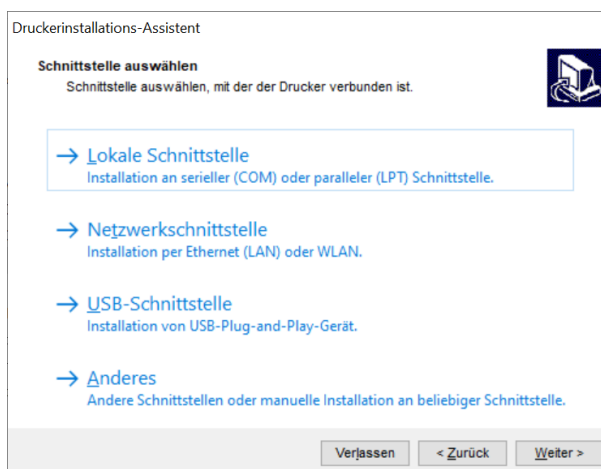 Druckerinstallations-Assistent
Schnittstelle auswählen
Schnittstelle auswählen, mit der der Drucker verbunden ist.
→ Lokale Schnittstelle
Installation an serieller (COM) oder paralleler (LPT) Schnittstelle.
→ Netzwerkschnittstelle
Installation per Ethernet (LAN) oder WLAN.
→ USB-Schnittstelle
Installation von USB-Plug-and-Play-Gerät.
→ Anderes
Andere Schnittstellen oder manuelle Installation an beliebiger Schnittstelle.
Verlassen < Zurück Weiter >